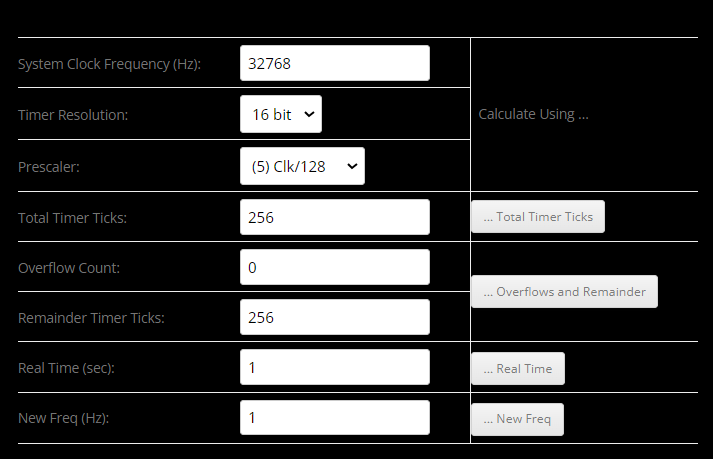 System Clock Frequency (Hz): 32768
Timer Resolution: 16 bit
Calculate Using ...
Prescaler: (5) Clk/128
Total Timer Ticks: 256 ... Total Timer Ticks
Overflow Count: 0
... Overflows and Remainder
Remainder Timer Ticks: 256
Real Time (sec): 1 ... Real Time
New Freq (Hz): 1 ... New Freq